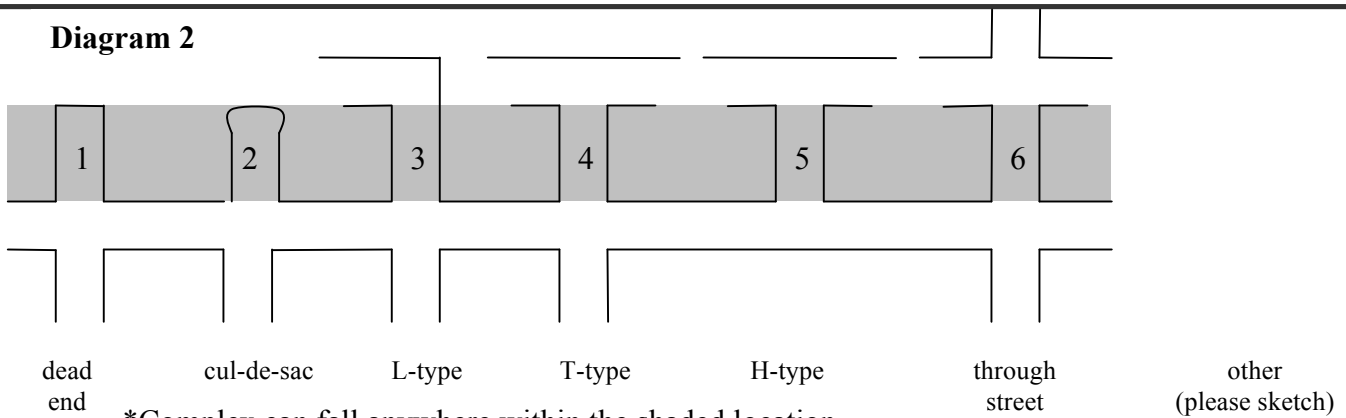 Diagram 2
1 2 3 4 5 6
dead cul-de-sac L-type T-type H-type through other
end street (please sketch)
*Complex can fall anywhere within the shaded location